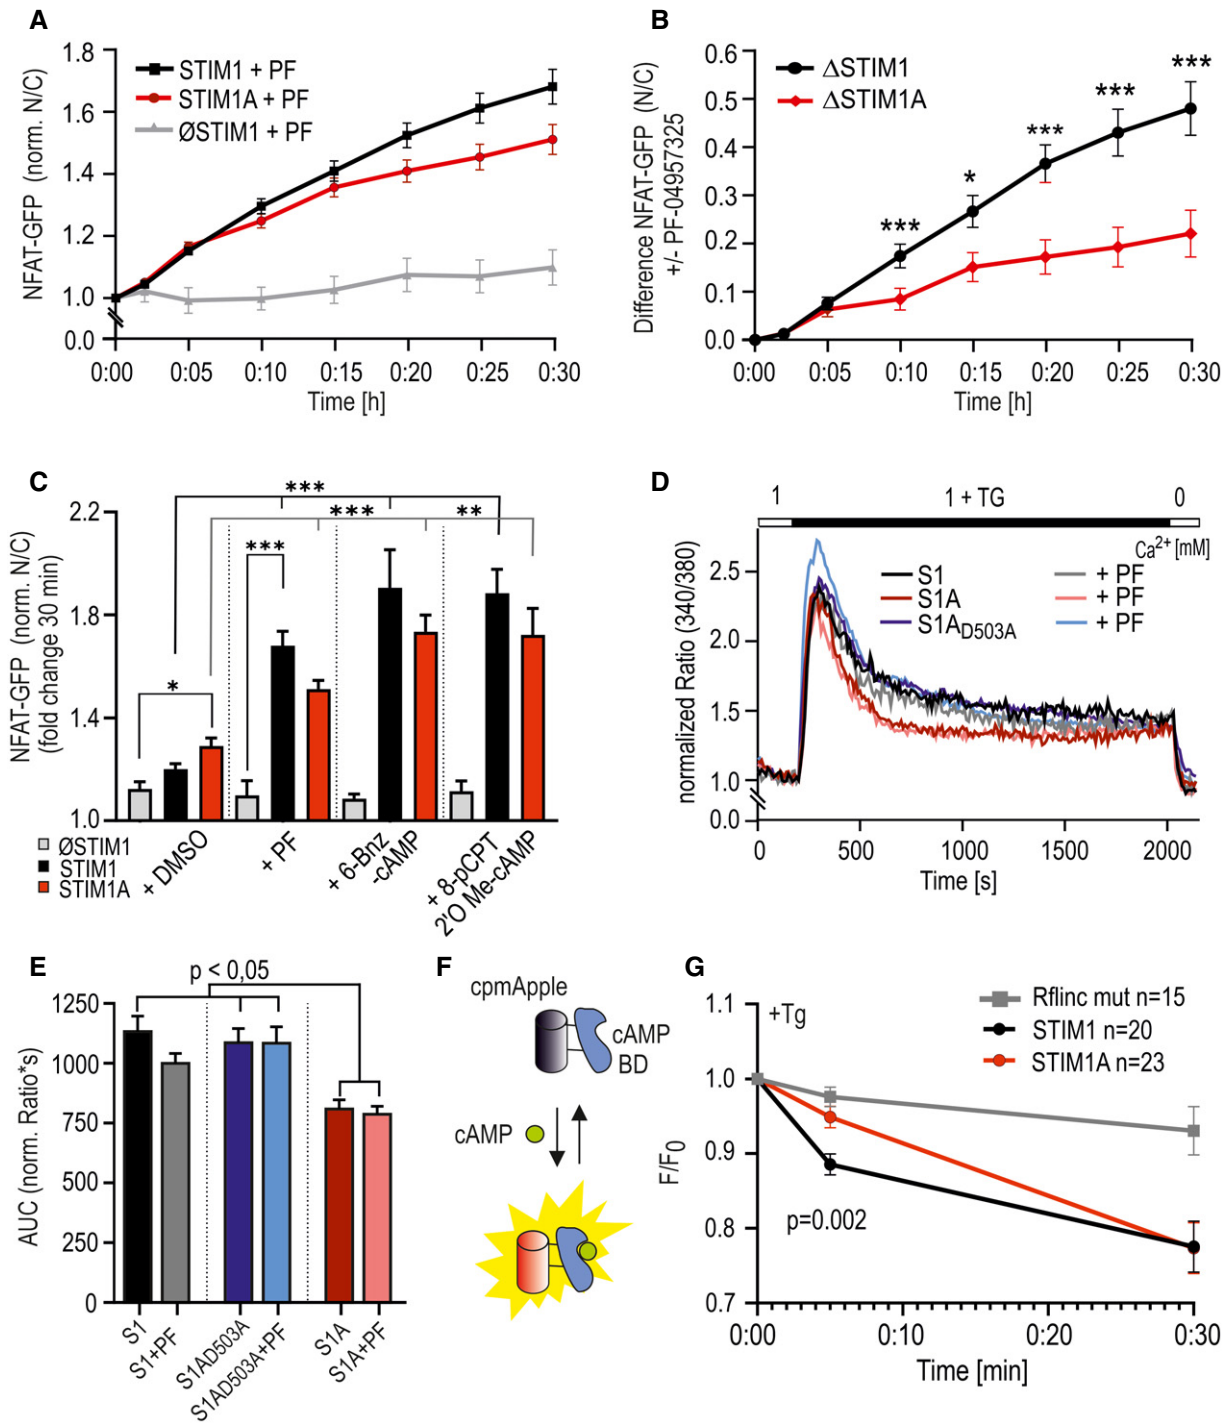 A
NFAT-GFP (norm. N/C)
1.8
1.6
1.4
1.2
1.0
0.0
STIM1 + PF
STIM1A + PF
ØSTIM1 + PF
0:00 0:05 0:10 0:15 0:20 0:25 0:30
Time [h]
B
Difference NFAT-GFP (N/C)
+/- PF-04957325
0.6
0.5
0.4
0.3
0.2
0.1
0.0
ΔSTIM1
ΔSTIM1A
*** * *** *** ***
0:00 0:05 0:10 0:15 0:20 0:25 0:30
Time [h]
C
NFAT-GFP (norm. N/C)
(fold change 30 min)
2.2
1.8
1.4
1.0
***
*** **
***
*
ØSTIM1
STIM1
STIM1A
+ DMSO
+ PF
+ 6-Bnz
-cAMP
+ 8-pCPT
2'O Me-cAMP
D
1 1 + TG 0
Ca2+ [mM]
normalized Ratio (340/380)
2.5
2.0
1.5
1.0
0.0
S1 + PF
S1A + PF
S1AD503A + PF
0 500 1000 1500 2000
Time [s]
E
AUC (norm. Ratio*s)
1250
1000
750
500
250
0
p < 0,05
S1
S1+PF
S1AD503A
S1AD503A+PF
S1A
S1A+PF
F
cpmApple
cAMP
BD
cAMP
G
F/F0
1.1
1.0
0.9
0.8
0.7
+Tg
Rflinc mut n=15
STIM1 n=20
STIM1A n=23
p=0.002
0:00 0:10 0:20 0:30
Time [min]